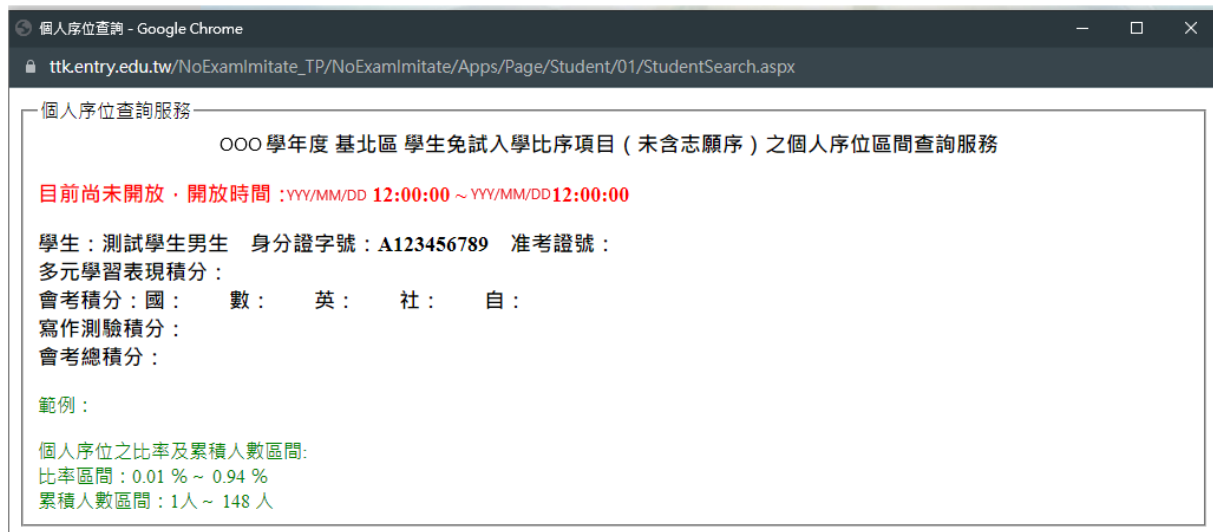 個人序位查詢 - Google Chrome
ttk.entry.edu.tw/NoExamImitate_TP/NoExamImitate/Apps/Page/Student/01/StudentSearch.aspx
個人序位查詢服務
OOO 學年度 基北區 學生免試入學比序項目（未含志願序）之個人序位區間查詢服務
目前尚未開放，開放時間：YYY/MM/DD 12:00:00 ~ YYY/MM/DD12:00:00
學生：測試學生男生 身分證字號：A123456789 准考證號：
多元學習表現積分：
會考積分：國： 數： 英： 社： 自：
寫作測驗積分：
會考總積分：
範例：
個人序位之比率及累積人數區間:
比率區間：0.01 % ~ 0.94 %
累積人數區間：1人 ~ 148 人